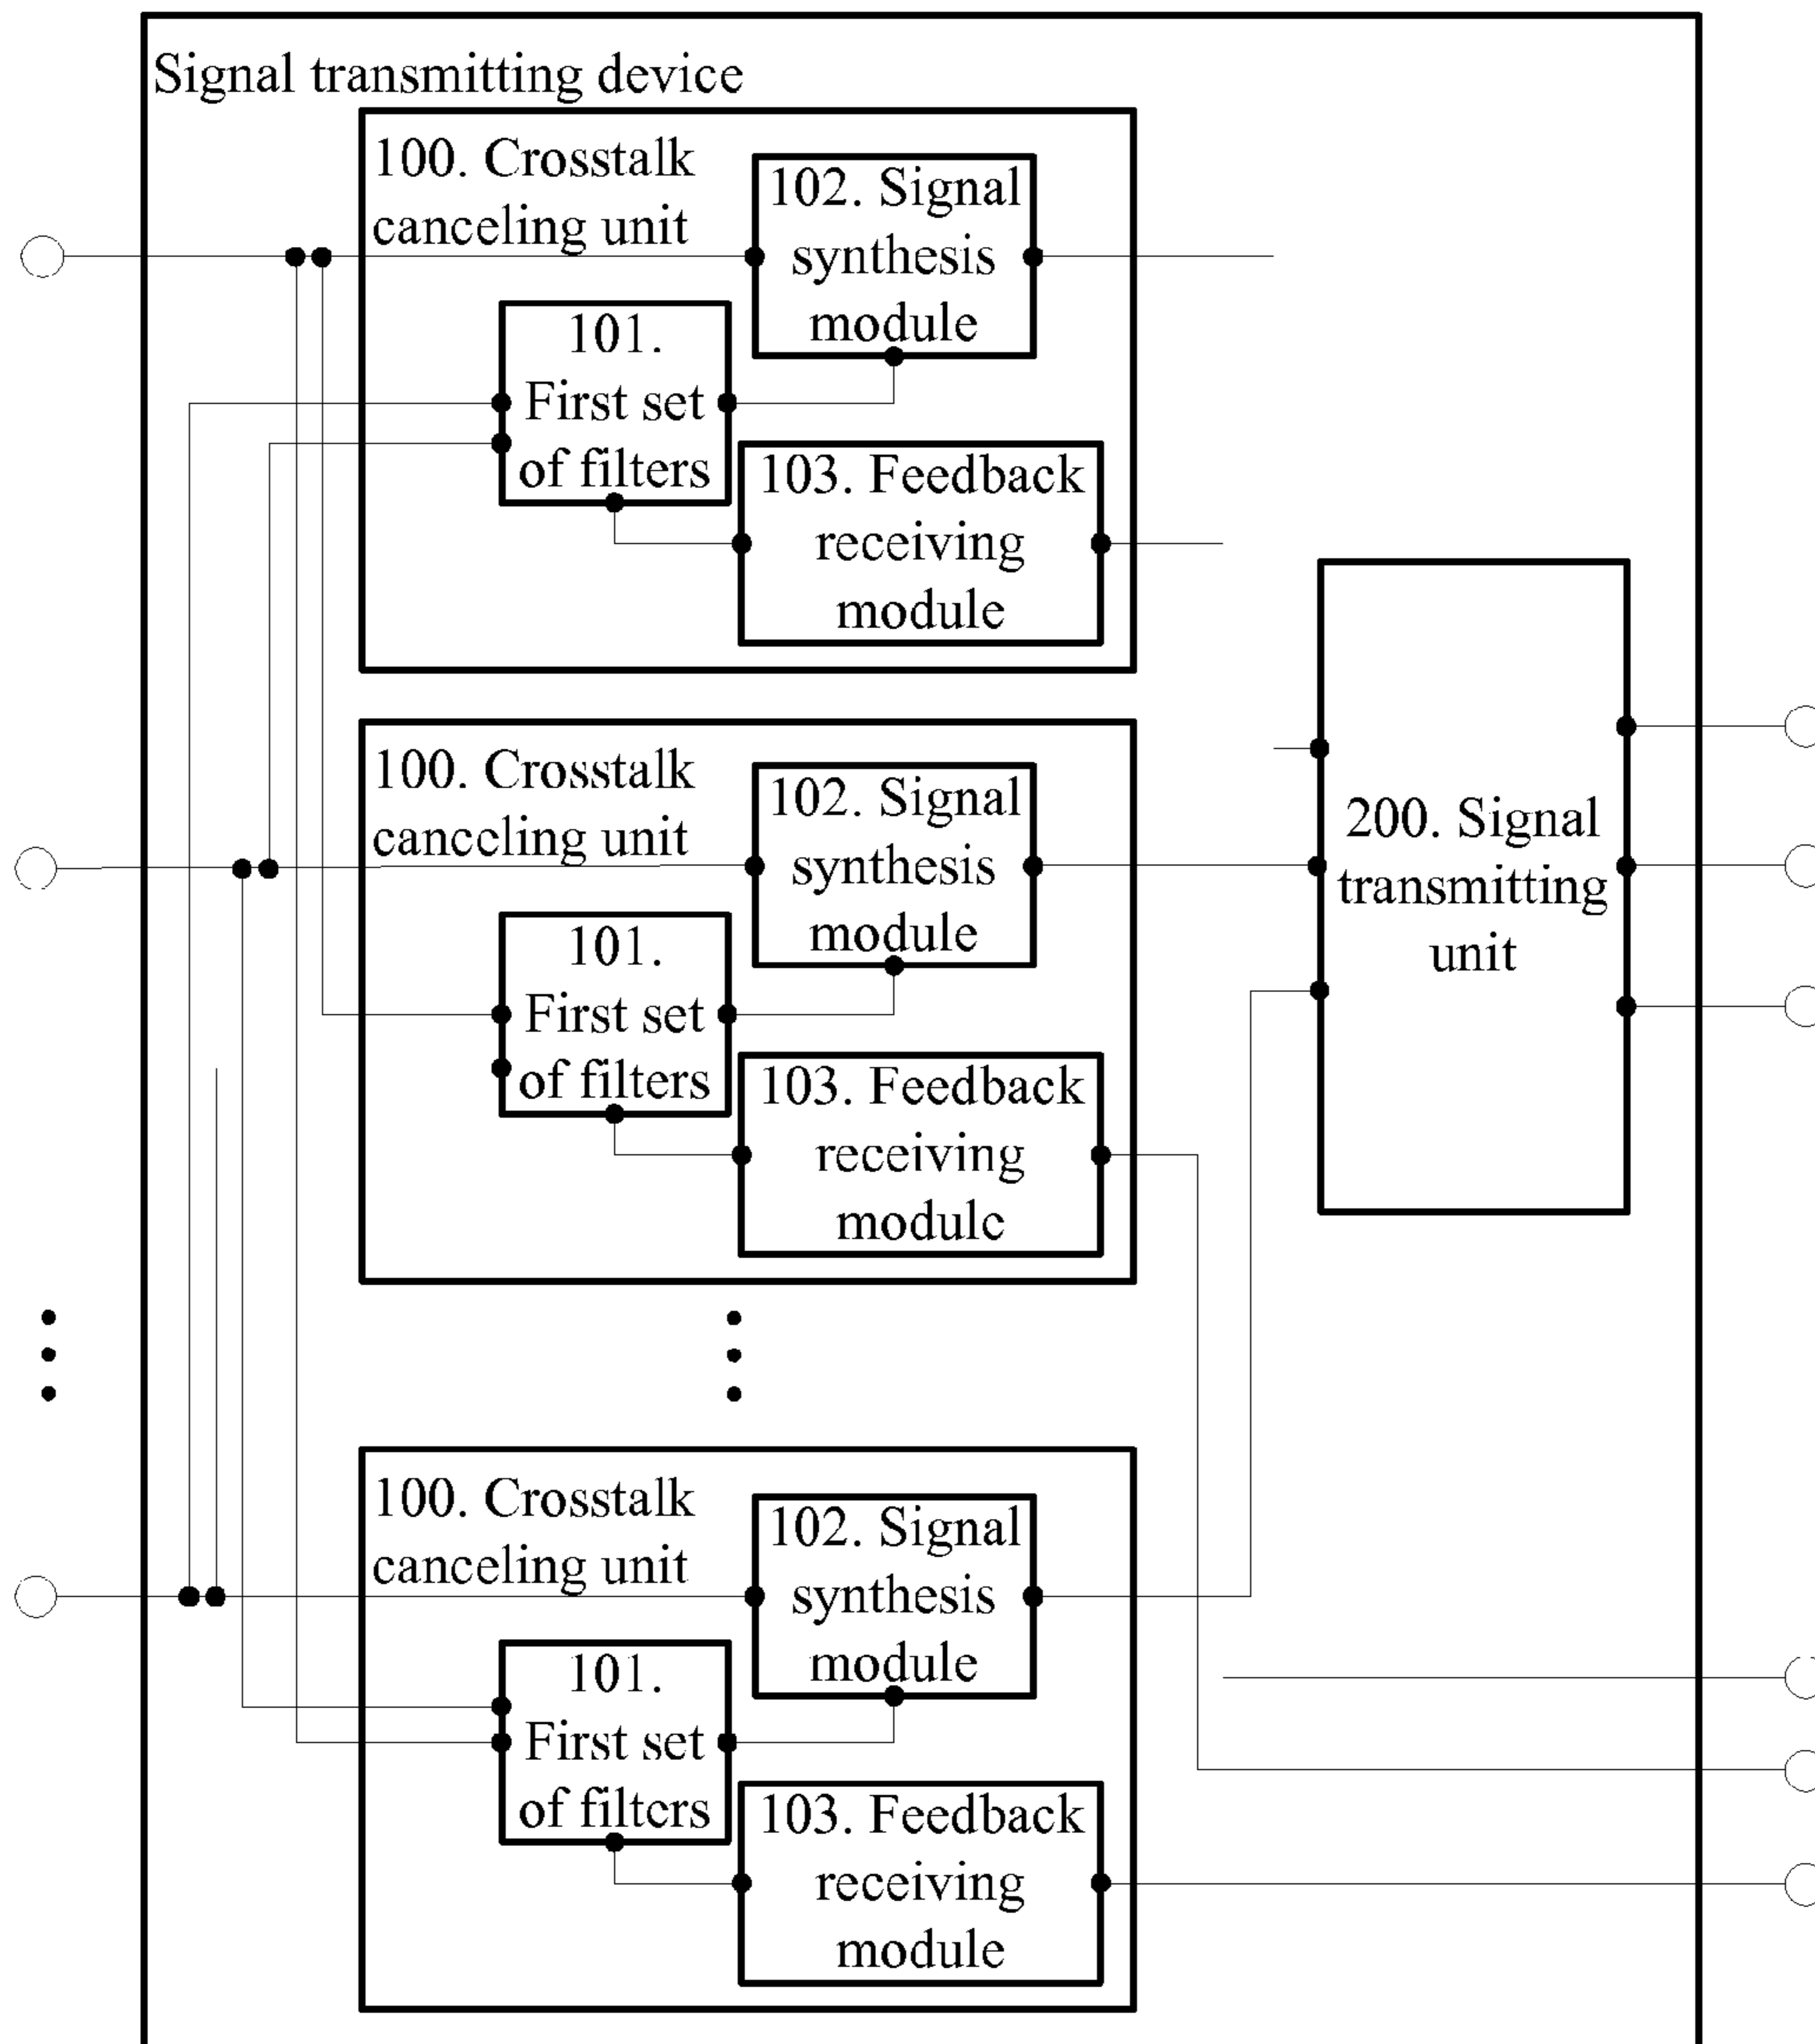 Signal transmitting device
100. Crosstalk
canceling unit
102. Signal
synthesis
module
101.
First set
of filters
103. Feedback
receiving
module
100. Crosstalk
canceling unit
102. Signal
synthesis
module
101.
First set
of filters
103. Feedback
receiving
module
200. Signal
transmitting
unit
100. Crosstalk
canceling unit
102. Signal
synthesis
module
101.
First set
of filters
103. Feedback
receiving
module